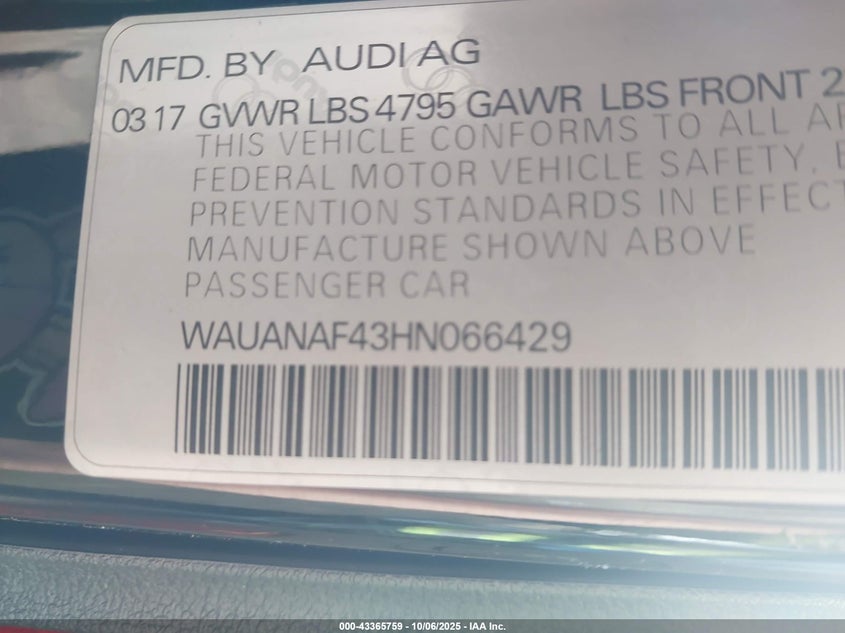 MFD. BY AUDI AG
03 17 GVWR LBS 4795 GAWR LBS FRONT 2
THIS VEHICLE CONFORMS TO ALL AP
FEDERAL MOTOR VEHICLE SAFETY, B
PREVENTION STANDARDS IN EFFECT
MANUFACTURE SHOWN ABOVE
PASSENGER CAR
WAUANAF43HN066429
000-43365759 - 10/06/2025 - IAA Inc.